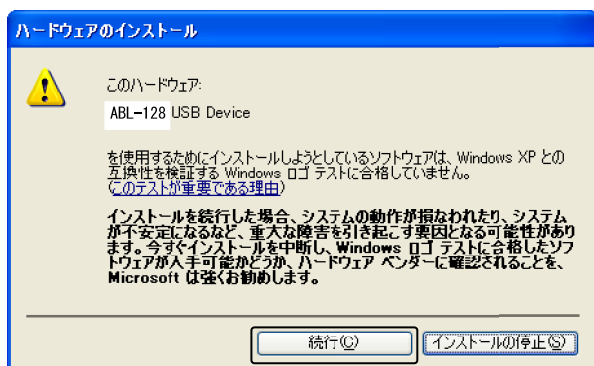 ハードウェアのインストール
このハードウェア:
ABL-128 USB Device
を使用するためにインストールしようとしているソフトウェアは、Windows XP との
互換性を検証する Windows ロゴ テストに合格していません。
(このテストが重要である理由)
インストールを続行した場合、システムの動作が損なわれたり、システム
が不安定になるなど、重大な障害を引き起こす要因となる可能性があり
ます。今すぐインストールを中断し、Windows ロゴ テストに合格したソフ
トウェアが入手可能かどうか、ハードウェア ベンダーに確認されることを、
Microsoft は強くお勧めします。
続行(C) インストールの停止(S)